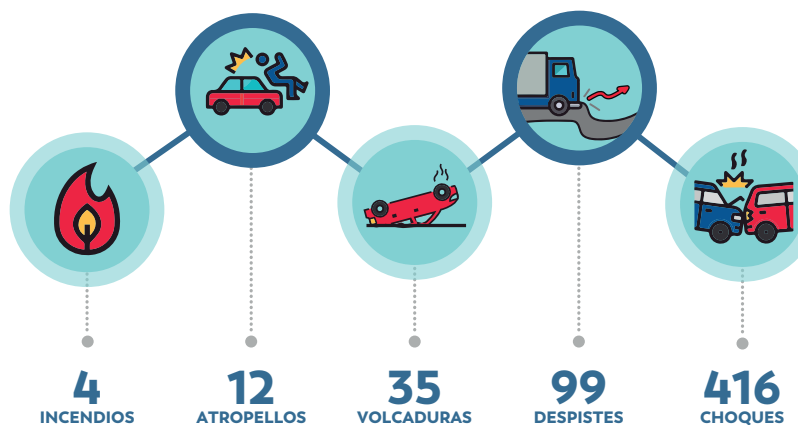 4
INCENDIOS
12
ATROPELLOS
35
VOLCADURAS
99
DESPISTES
416
CHOQUES